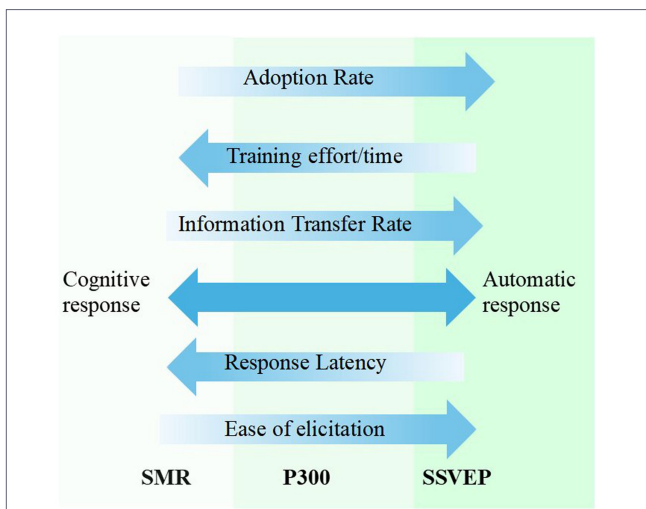 Adoption Rate
Training effort/time
Information Transfer Rate
Cognitive
response
Automatic
response
Response Latency
Ease of elicitation
SMR P300 SSVEP